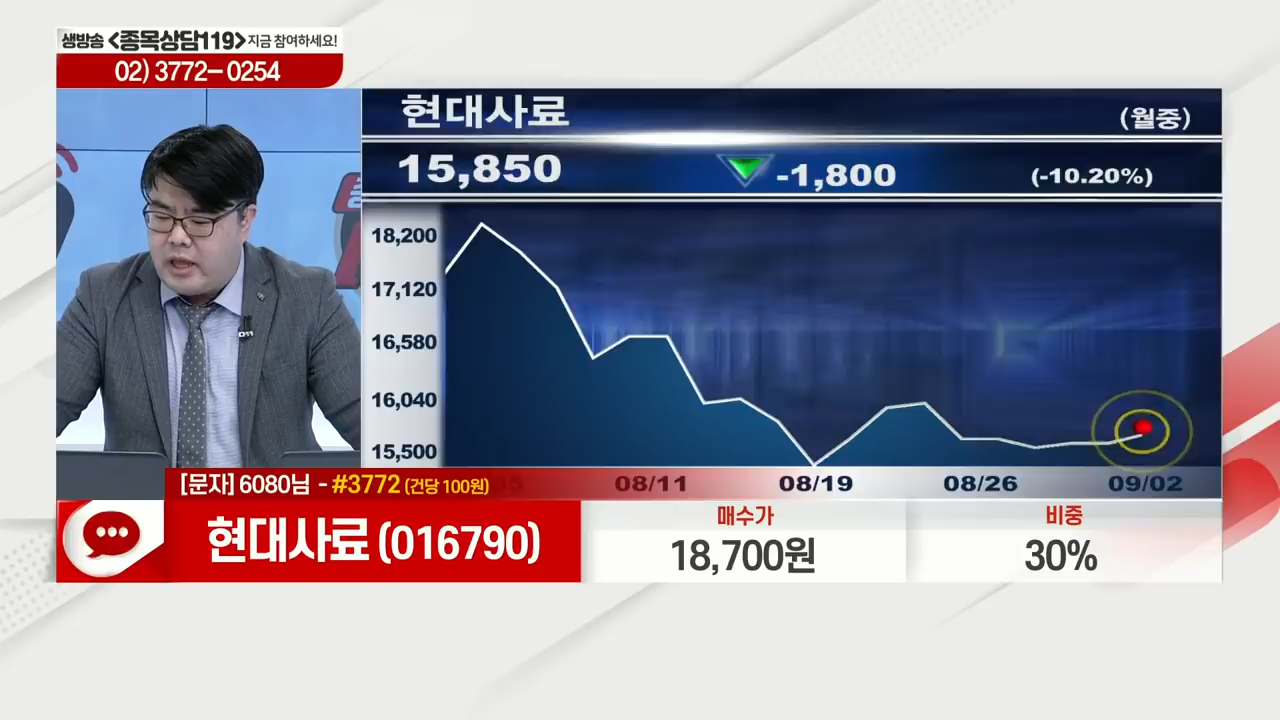 생방송 <종목상담119> 지금 참여하세요!
02) 3772-0254
현대사료
(월중)
15,850 -1,800 (-10.20%)
18,200
17,120
16,580
16,040
15,500
08/11 08/19 08/26 09/02
[문자] 6080님 - #3772 (건당 100원)
현대사료 (016790)
매수가
18,700원
비중
30%